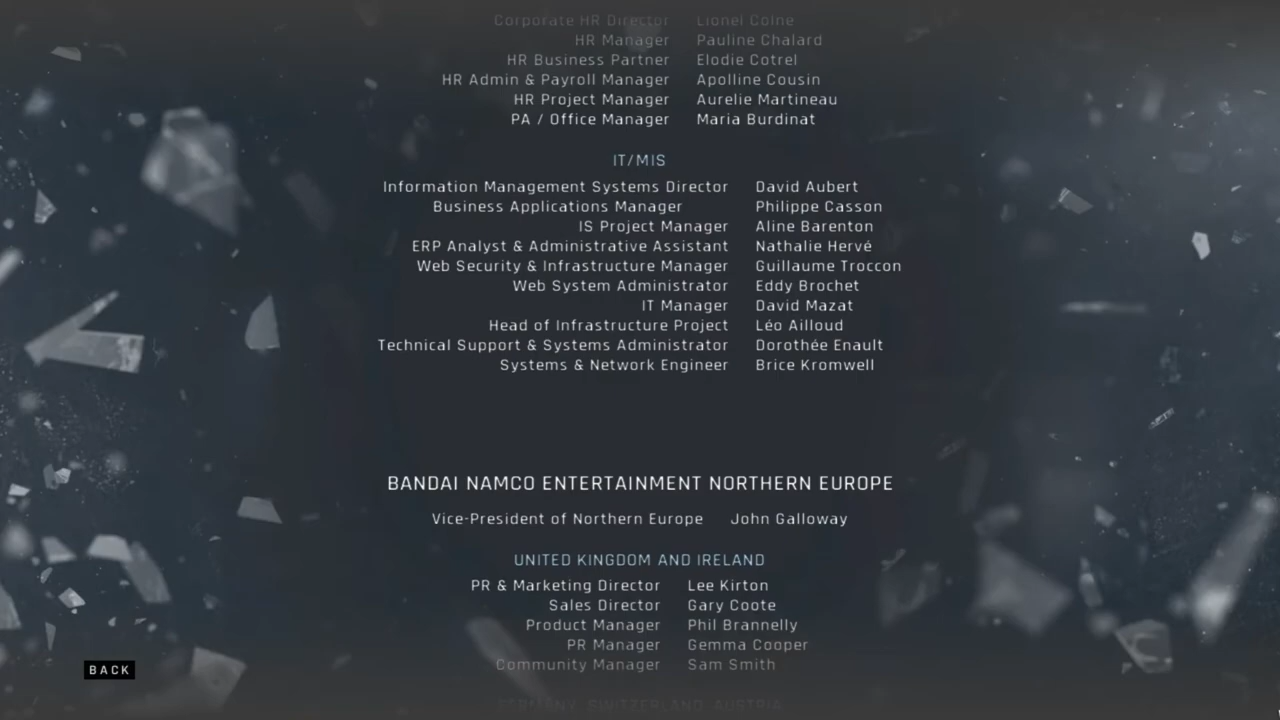 Corporate HR Director Lionel Colne
HR Manager Pauline Chalard
HR Business Partner Elodie Cotrel
HR Admin & Payroll Manager Apolline Cousin
HR Project Manager Aurelie Martineau
PA / Office Manager Maria Burdinat
IT/MIS
Information Management Systems Director David Aubert
Business Applications Manager Philippe Casson
IS Project Manager Aline Barenton
ERP Analyst & Administrative Assistant Nathalie Hervé
Web Security & Infrastructure Manager Guillaume Troccon
Web System Administrator Eddy Brochet
IT Manager David Mazat
Head of Infrastructure Project Léo Ailloud
Technical Support & Systems Administrator Dorothée Enault
Systems & Network Engineer Brice Kromwell
BANDAI NAMCO ENTERTAINMENT NORTHERN EUROPE
Vice-President of Northern Europe John Galloway
UNITED KINGDOM AND IRELAND
PR & Marketing Director Lee Kirton
Sales Director Gary Coote
Product Manager Phil Brannelly
PR Manager Gemma Cooper
Community Manager Sam Smith
BACK
SWITZERLAND, AUSTRIA